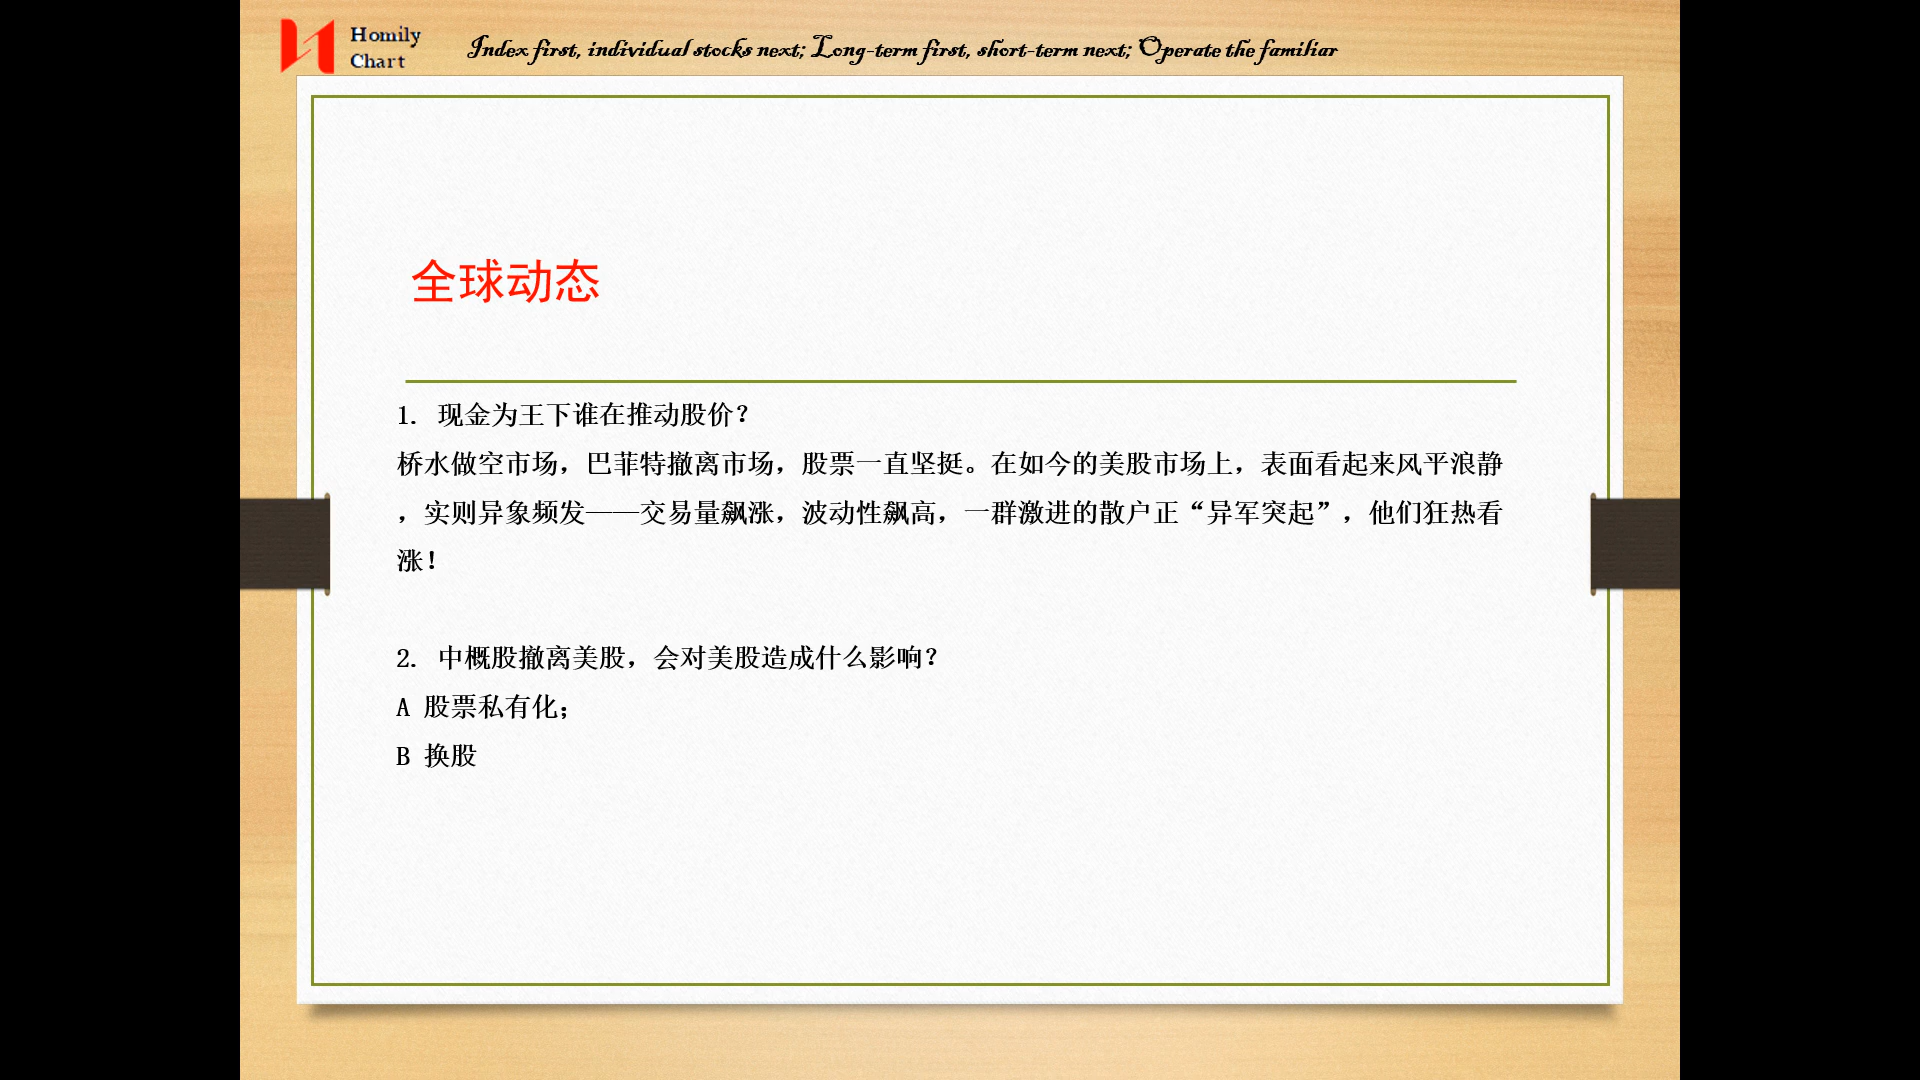 Homily
Chart
Index first, individual stocks next; Long-term first, short-term next; Operate the familiar
全球动态
1. 现金为王下谁在推动股价？
桥水做空市场，巴菲特撤离市场，股票一直坚挺。在如今的美股市场上，表面看起来风平浪静
，实则异象频发——交易量飙涨，波动性飙高，一群激进的散户正“异军突起”，他们狂热看
涨！
2. 中概股撤离美股，会对美股造成什么影响？
A 股票私有化；
B 换股